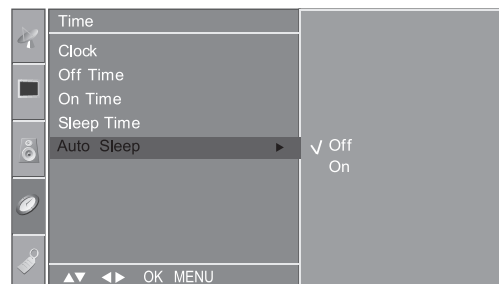 Time
Clock
Off Time
On Time
Sleep Time
Auto Sleep ►
√ Off
On
▲▼ ◄► OK MENU